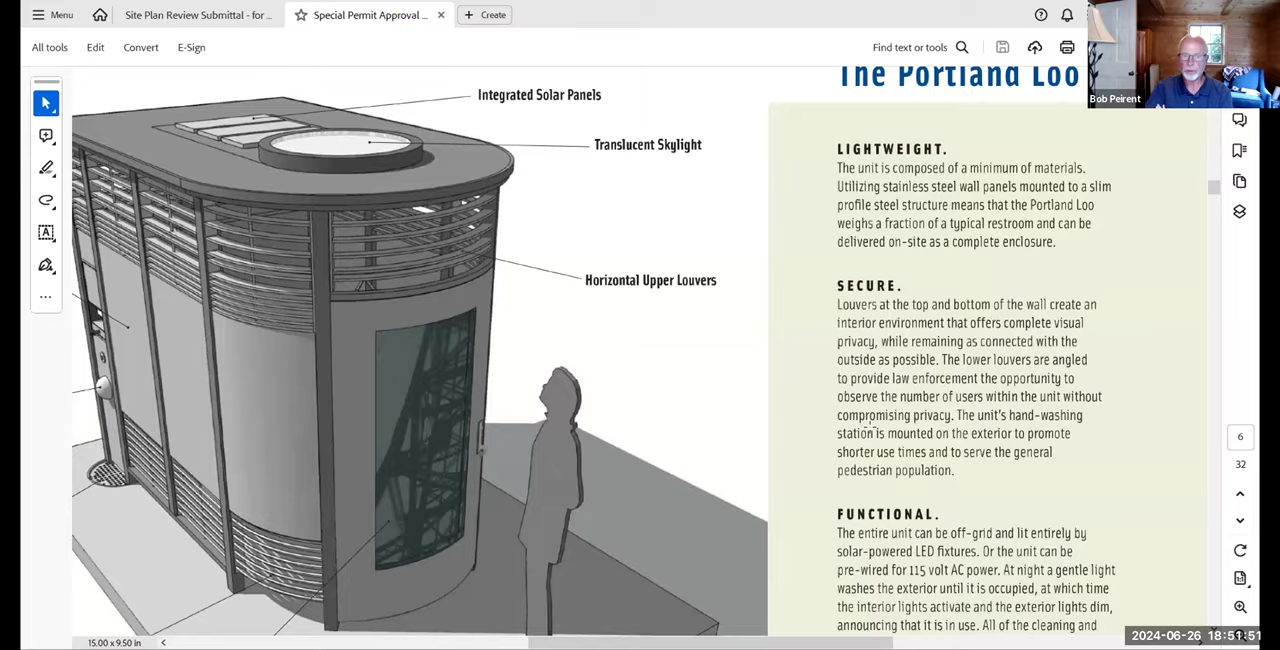 Menu
Site Plan Review Submittal - for ...
Special Permit Approval ...
Create
All tools
Edit
Convert
E-Sign
Find text or tools
Bob Peirent
The Portland Loo
Integrated Solar Panels
Translucent Skylight
Horizontal Upper Louvers
LIGHTWEIGHT.
The unit is composed of a minimum of materials.
Utilizing stainless steel wall panels mounted to a slim
profile steel structure means that the Portland Loo
weighs a fraction of a typical restroom and can be
delivered on-site as a complete enclosure.
SECURE.
Louvers at the top and bottom of the wall create an
interior environment that offers complete visual
privacy, while remaining as connected with the
outside as possible. The lower louvers are angled
to provide law enforcement the opportunity to
observe the number of users within the unit without
compromising privacy. The unit's hand-washing
station is mounted on the exterior to promote
shorter use times and to serve the general
pedestrian population.
FUNCTIONAL.
The entire unit can be off-grid and lit entirely by
solar-powered LED fixtures. Or the unit can be
pre-wired for 115 volt AC power. At night a gentle light
washes the exterior until it is occupied, at which time
the interior lights activate and the exterior lights dim,
announcing that it is in use. All of the cleaning and
6
32
15.00 x 9.50 in
2024-06-26 18:51:51